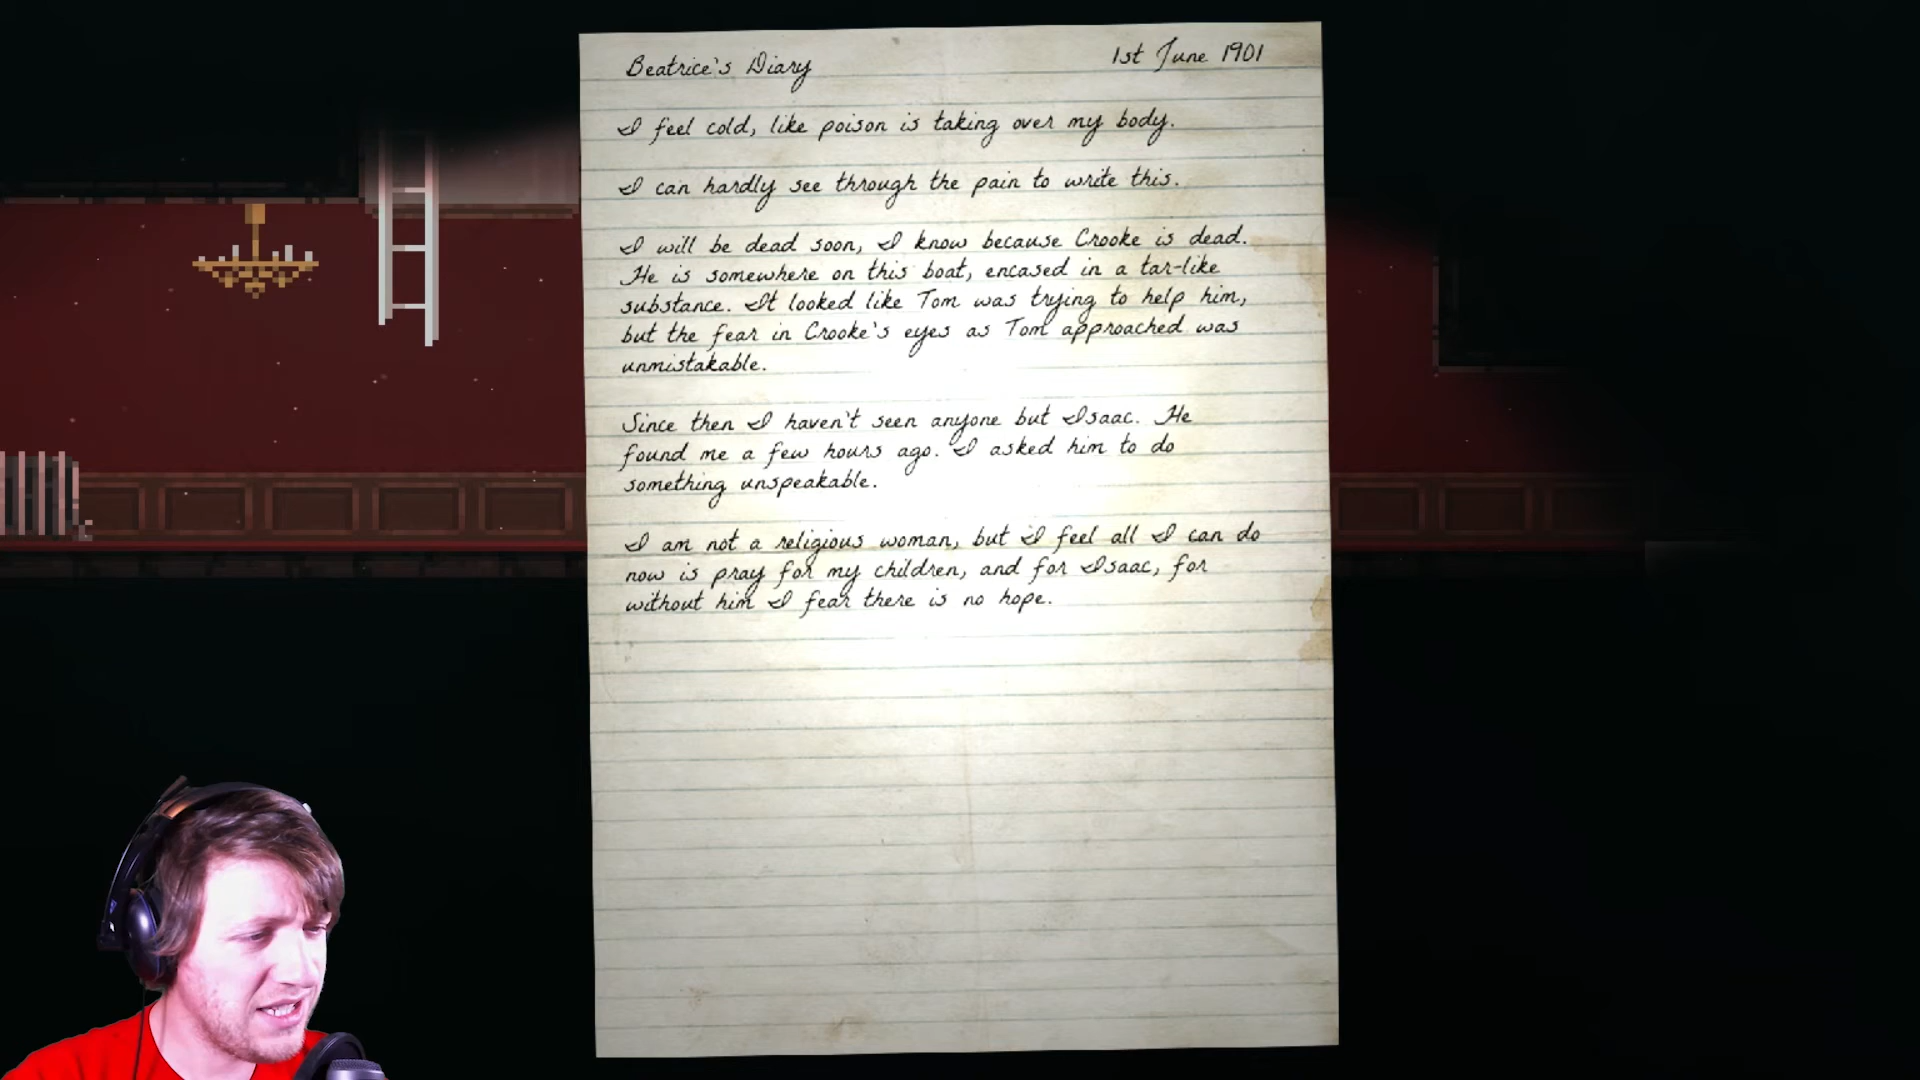 Beatrice's Diary
1st June 1901
I feel cold, like poison is taking over my body.
I can hardly see through the pain to write this.
I will be dead soon, I know because Crooke is dead.
He is somewhere on this boat, encased in a tar-like
substance. It looked like Tom was trying to help him,
but the fear in Crooke's eyes as Tom approached was
unmistakable.
Since then I haven't seen anyone but Isaac. He
found me a few hours ago. I asked him to do
something unspeakable.
I am not a religious woman, but I feel all I can do
now is pray for my children, and for Isaac, for
without him I fear there is no hope.